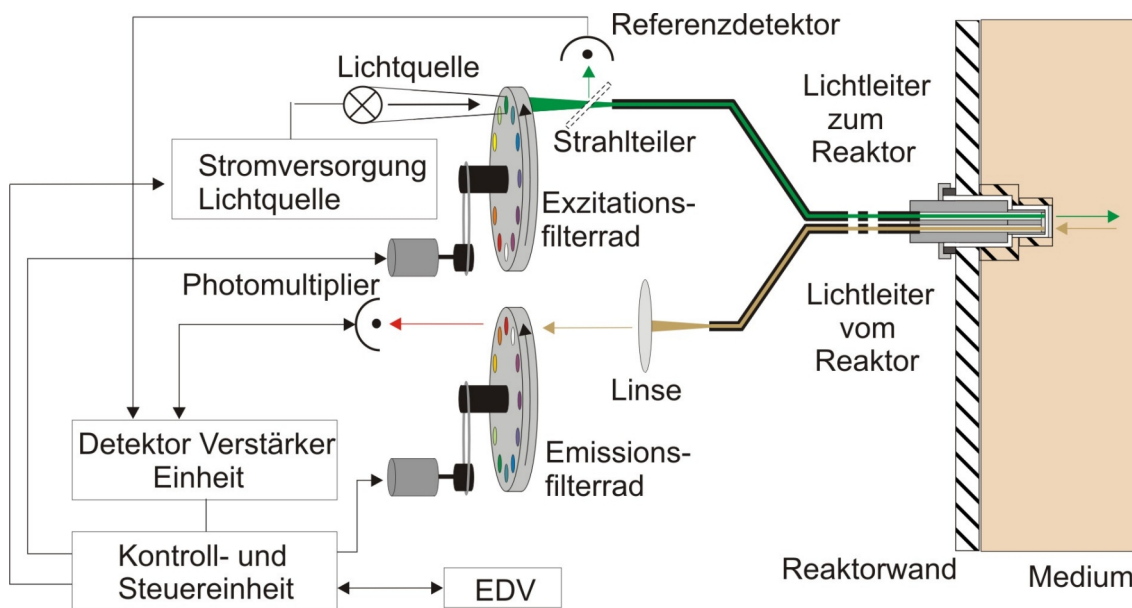 Referenzdetektor
Lichtquelle
Strahlteiler
Stromversorgung
Lichtquelle
Exzitations-
filterrad
Lichtleiter
zum
Reaktor
Photomultiplier
Lichtleiter
vom
Reaktor
Linse
Detektor Verstärker
Einheit
Emissions-
filterrad
Kontroll- und
Steuereinheit
EDV
Reaktorwand
Medium